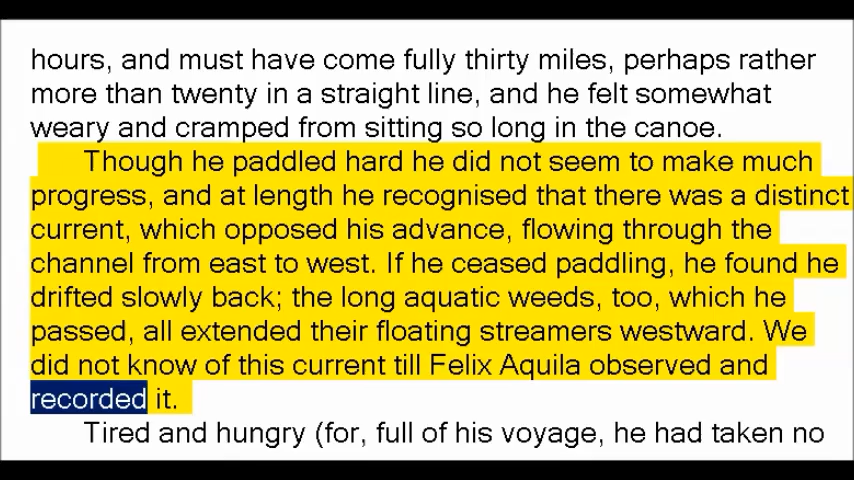 hours, and must have come fully thirty miles, perhaps rather
more than twenty in a straight line, and he felt somewhat
weary and cramped from sitting so long in the canoe.
Though he paddled hard he did not seem to make much
progress, and at length he recognised that there was a distinct
current, which opposed his advance, flowing through the
channel from east to west. If he ceased paddling, he found he
drifted slowly back; the long aquatic weeds, too, which he
passed, all extended their floating streamers westward. We
did not know of this current till Felix Aquila observed and
recorded it.
Tired and hungry (for, full of his voyage, he had taken no